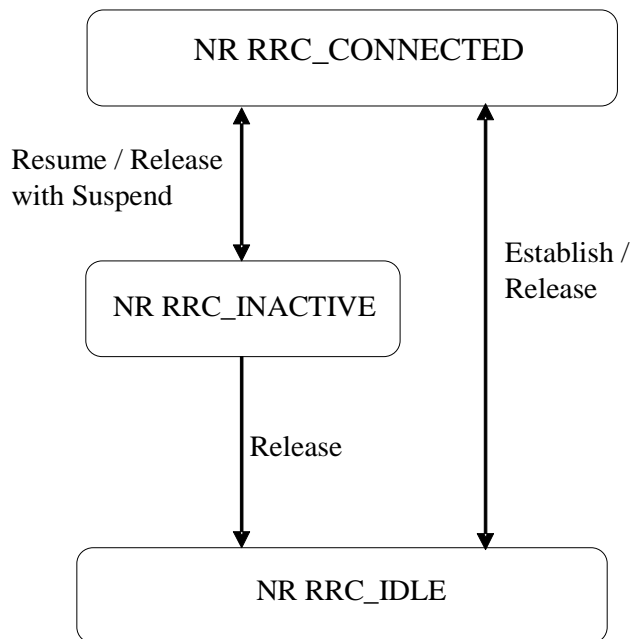 NR RRC_CONNECTED
Resume / Release
with Suspend
Establish /
Release
NR RRC_INACTIVE
Release
NR RRC_IDLE